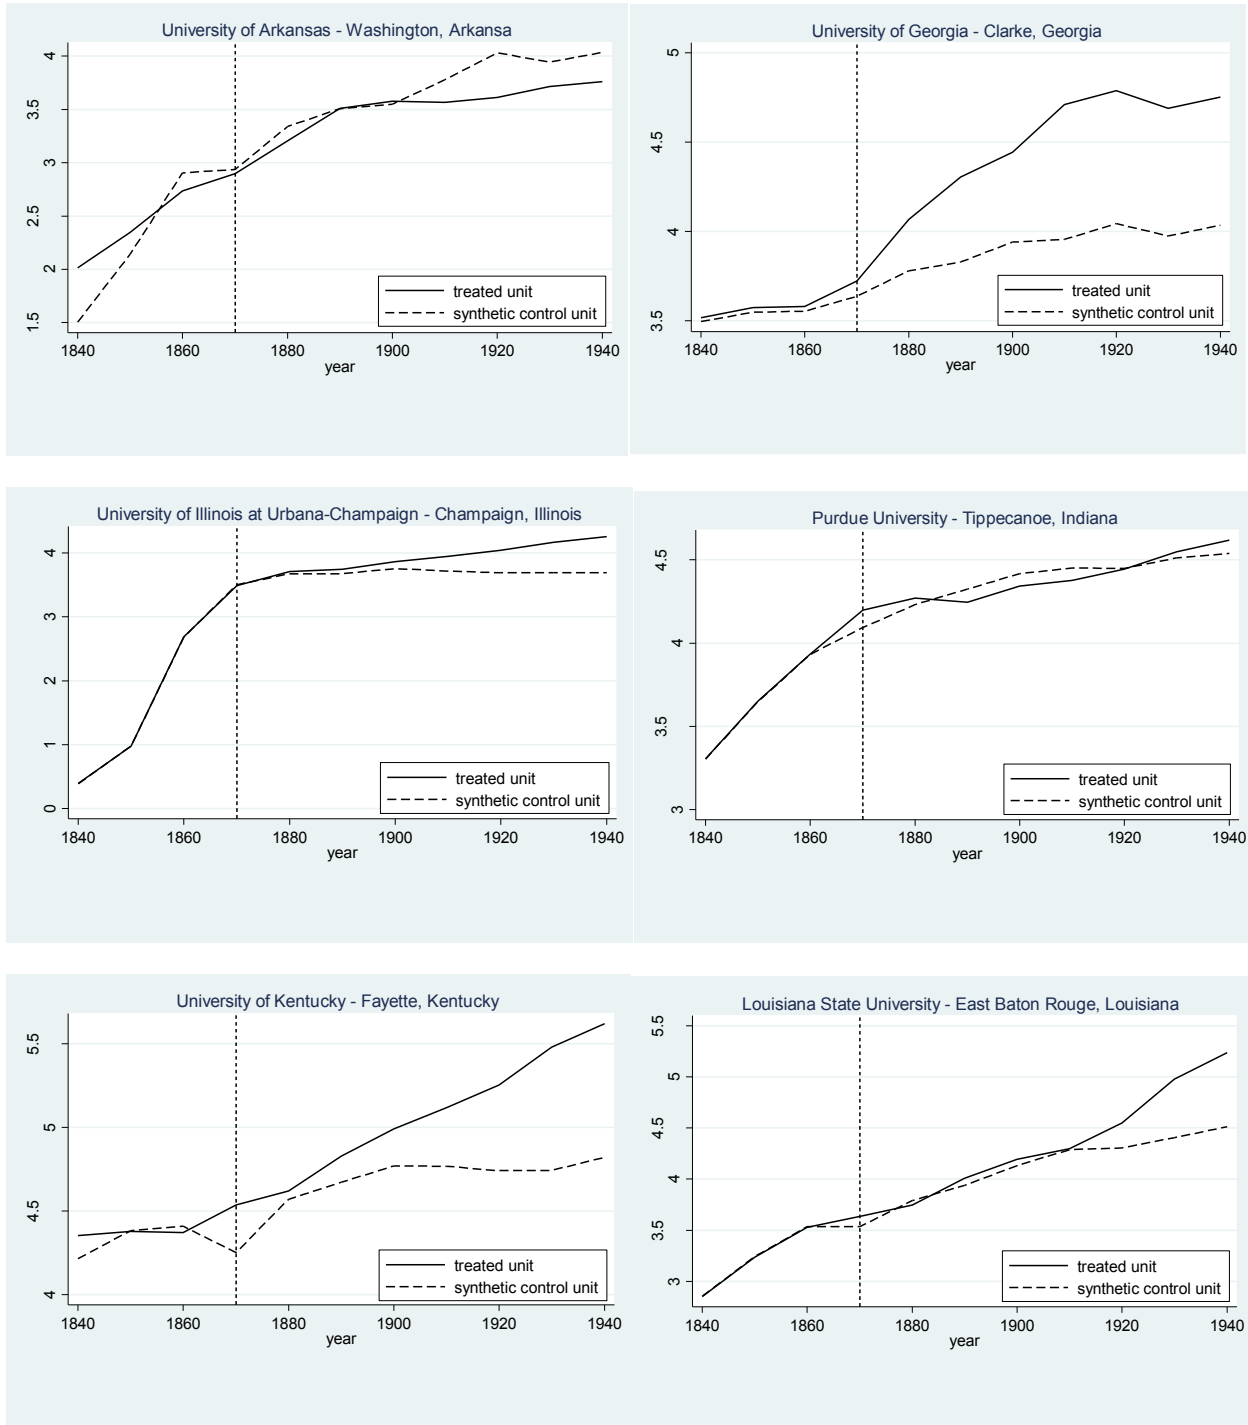 University of Arkansas - Washington, Arkansa
4
3.5
3
2.5
2
1.5
treated unit
synthetic control unit
1840 1860 1880 1900 1920 1940
year
University of Georgia - Clarke, Georgia
5
4.5
4
3.5
treated unit
synthetic control unit
1840 1860 1880 1900 1920 1940
year
University of Illinois at Urbana-Champaign - Champaign, Illinois
4
3
2
1
0
treated unit
synthetic control unit
1840 1860 1880 1900 1920 1940
year
Purdue University - Tippecanoe, Indiana
4.5
4
3.5
3
treated unit
synthetic control unit
1840 1860 1880 1900 1920 1940
year
University of Kentucky - Fayette, Kentucky
5.5
5
4.5
4
treated unit
synthetic control unit
1840 1860 1880 1900 1920 1940
year
Louisiana State University - East Baton Rouge, Louisiana
5.5
5
4.5
4
3.5
3
treated unit
synthetic control unit
1840 1860 1880 1900 1920 1940
year